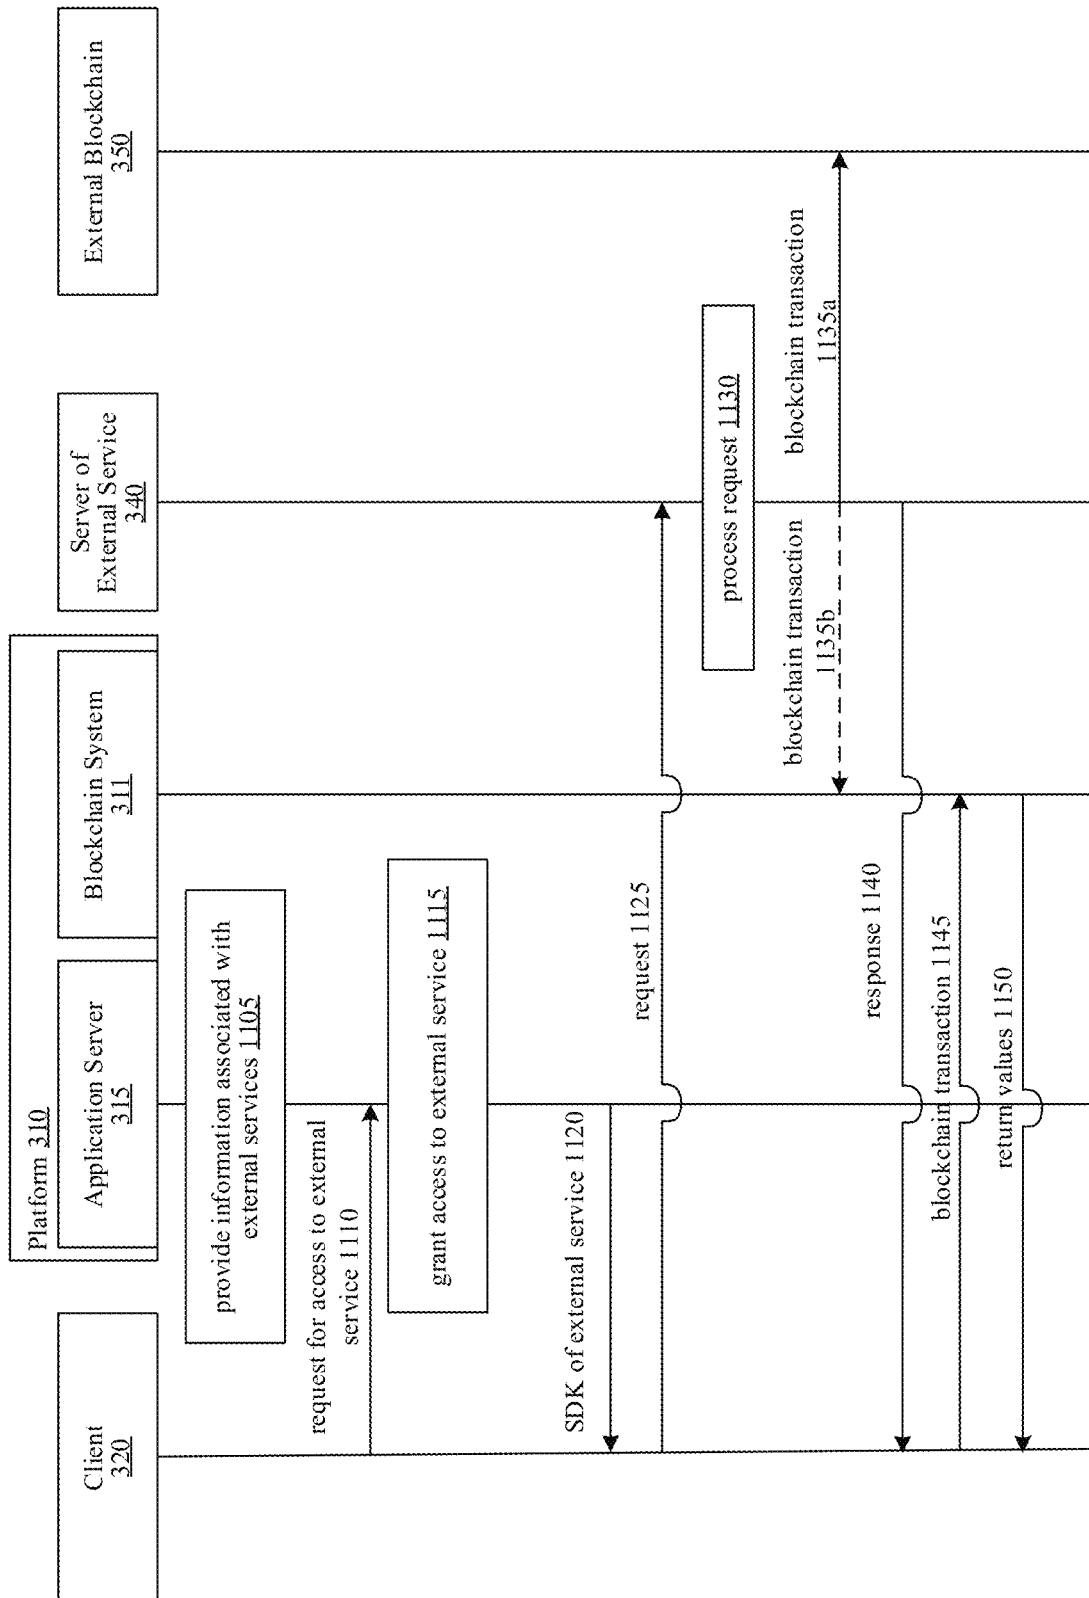 Platform 310
Client
320
Application Server
315
Blockchain System
311
Server of
External Service
340
External Blockchain
350
provide information associated with
external services 1105
request for access to external
service 1110
grant access to external service 1115
SDK of external service 1120
request 1125
process request 1130
blockchain transaction
1135b
blockchain transaction
1135a
response 1140
blockchain transaction 1145
return values 1150